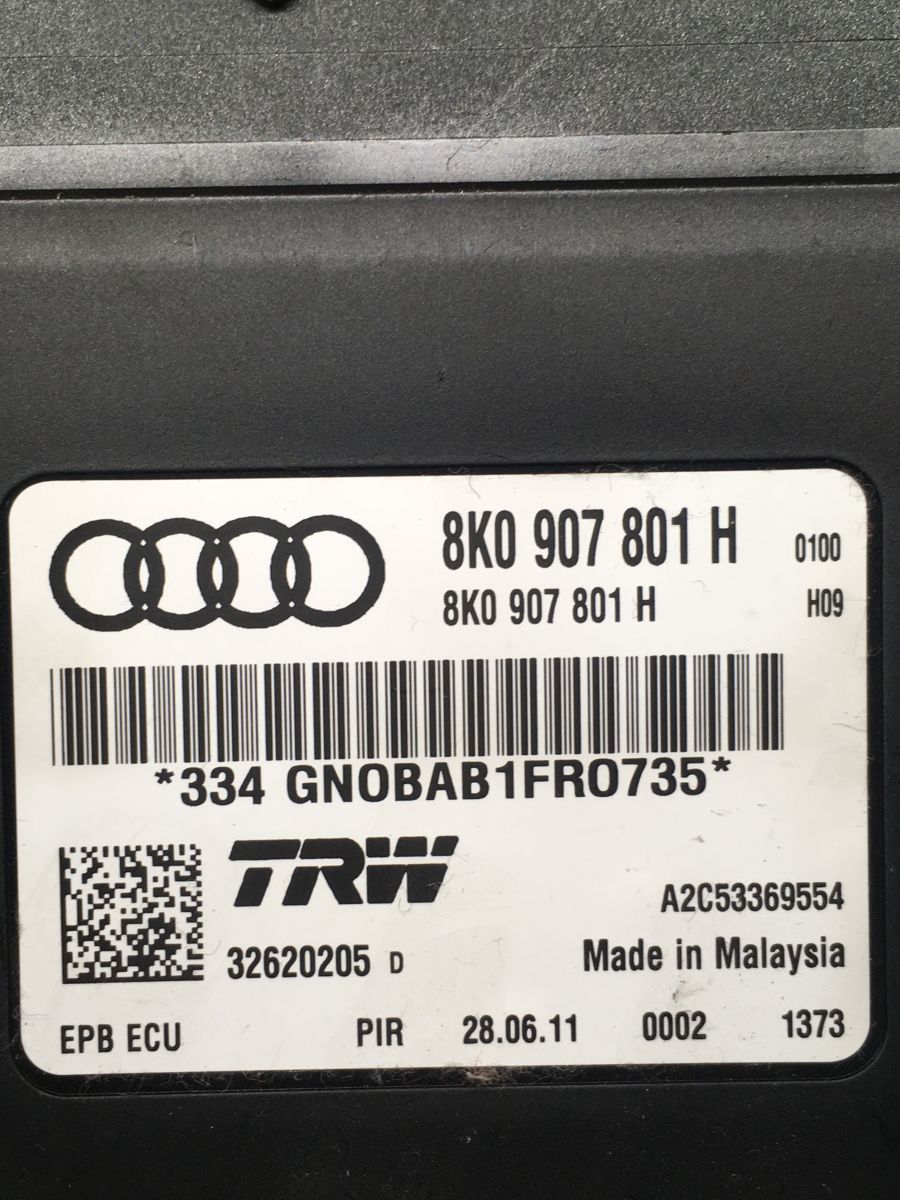 8K0 907 801 H 0100
8K0 907 801 H H09
*334 GN0BAB1FR0735*
TRW
A2C53369554
32620205 D Made in Malaysia
EPB ECU PIR 28.06.11 0002 1373